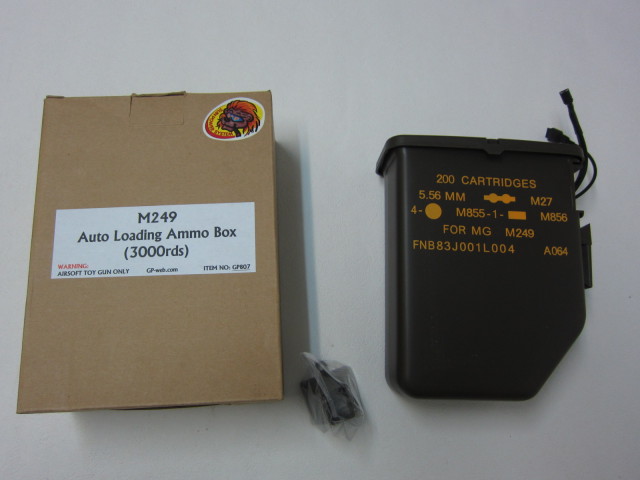 M249
Auto Loading Ammo Box
(3000rds)
WARNING:
AIRSOFT TOY GUN ONLY GP-web.com ITEM NO: GP807
200 CARTRIDGES
5.56 MM M27
4- M855-1- M856
FOR MG M249
FNB83J001L004 A064